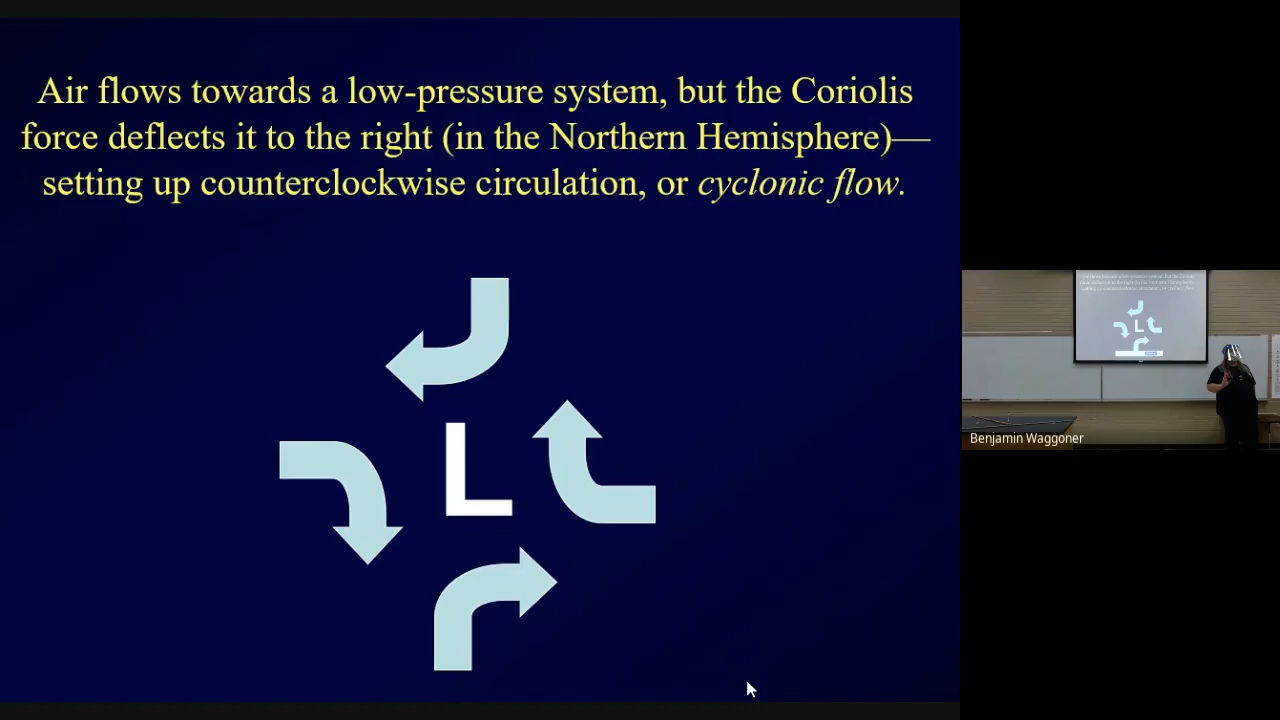 Air flows towards a low-pressure system, but the Coriolis
force deflects it to the right (in the Northern Hemisphere)—
setting up counterclockwise circulation, or cyclonic flow.
L
L
Benjamin Waggoner